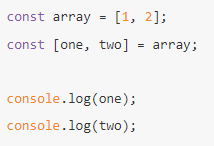 const array = [1, 2];
const [one, two] = array;
console.log(one);
console.log(two);